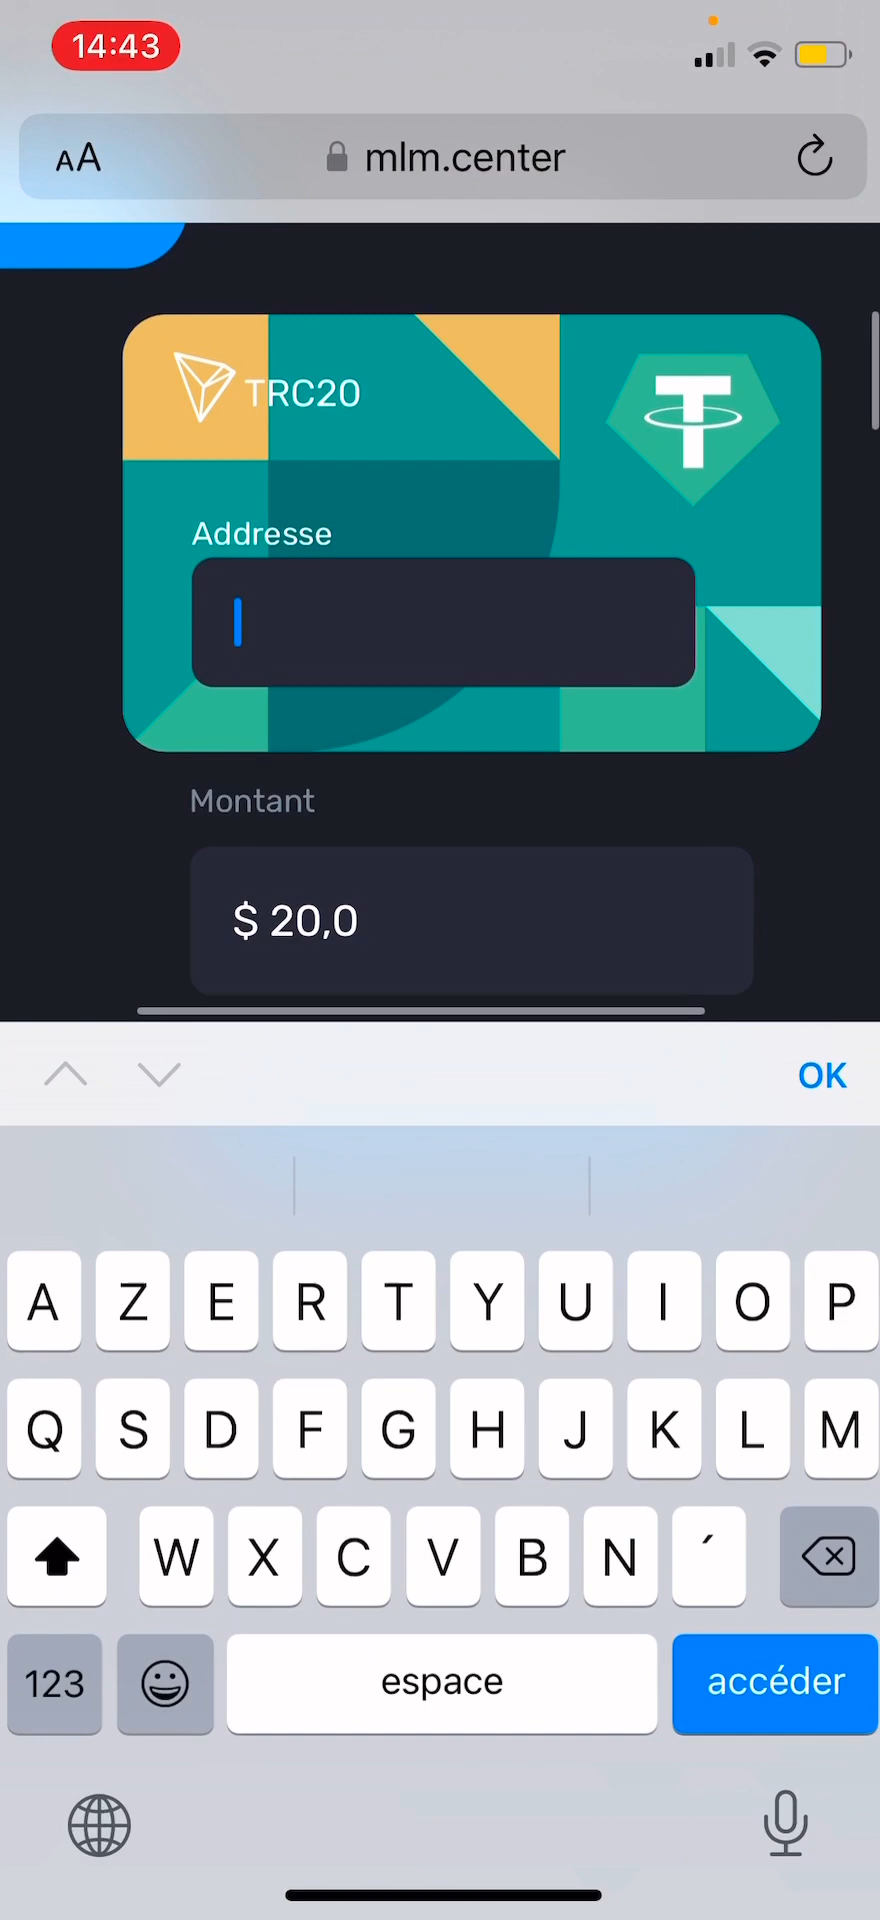 14:43
AA mlm.center
TRC20
Addresse
Montant
$ 20,0
OK
A Z E R T Y U I O P
Q S D F G H J K L M
W X C V B N ´
123 espace accéder